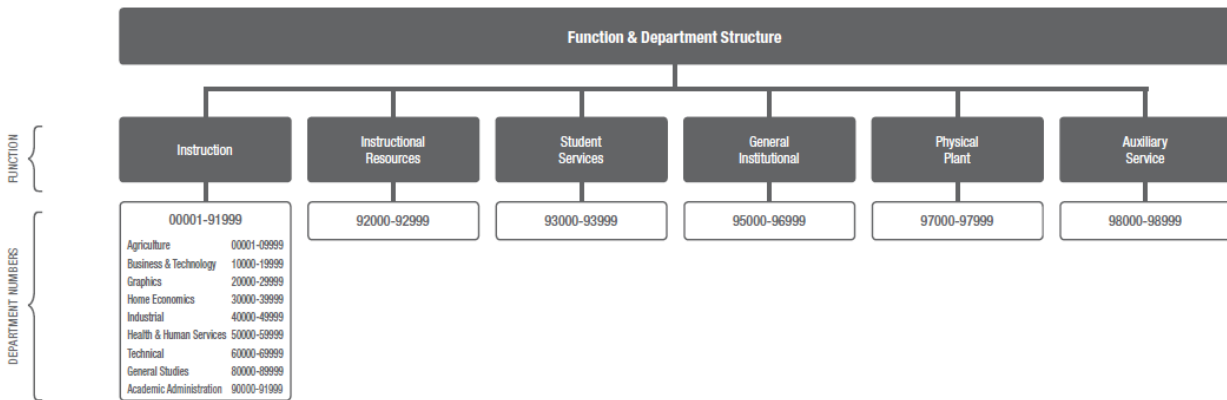 Function & Department Structure
FUNCTION
Instruction
Instructional
Resources
Student
Services
General
Institutional
Physical
Plant
Auxiliary
Service
DEPARTMENT NUMBERS
00001-91999
Agriculture 00001-09999
Business & Technology 10000-19999
Graphics 20000-29999
Home Economics 30000-39999
Industrial 40000-49999
Health & Human Services 50000-59999
Technical 60000-69999
General Studies 80000-89999
Academic Administration 90000-91999
92000-92999
93000-93999
95000-96999
97000-97999
98000-98999